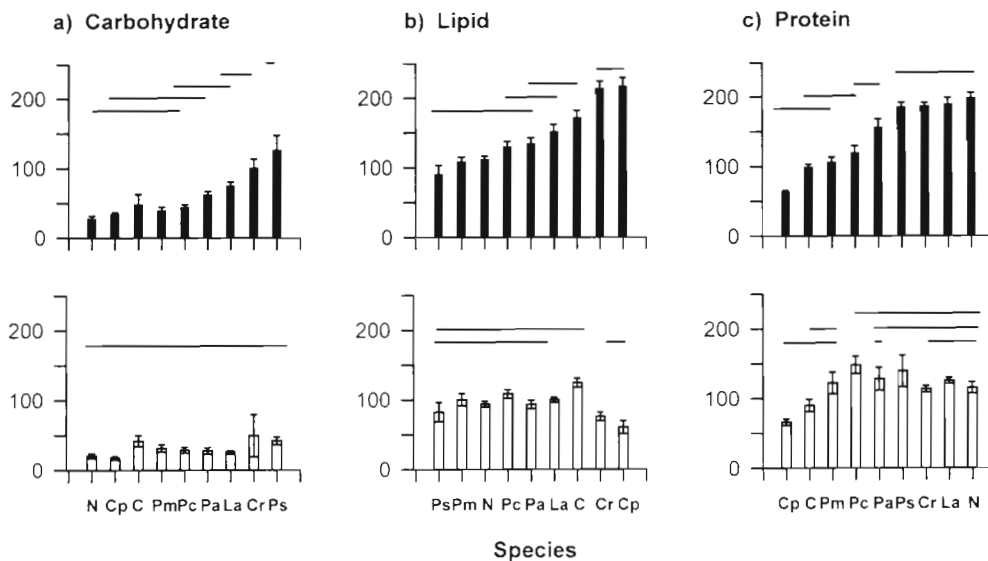 a) Carbohydrate
b) Lipid
c) Protein
200
100
0
200
100
0
200
100
0
200
100
0
200
100
0
200
100
0
N Cp C Pm Pc Pa La Cr Ps
Ps Pm N Pc Pa La C Cr Cp
Cp C Pm Pc Pa Ps Cr La N
Species